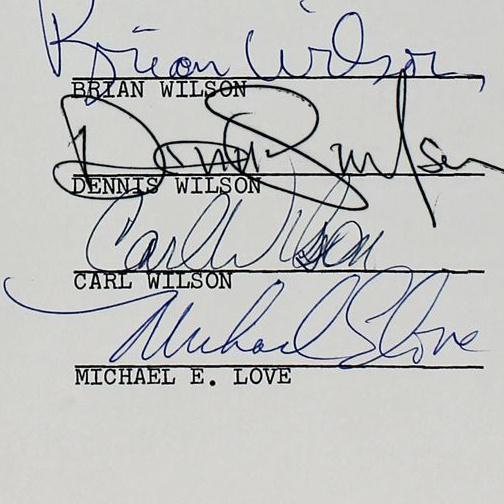 Brian Wilson
BRIAN WILSON
Dennis Wilson
DENNIS WILSON
Carl Wilson
CARL WILSON
Michael E Love
MICHAEL E. LOVE